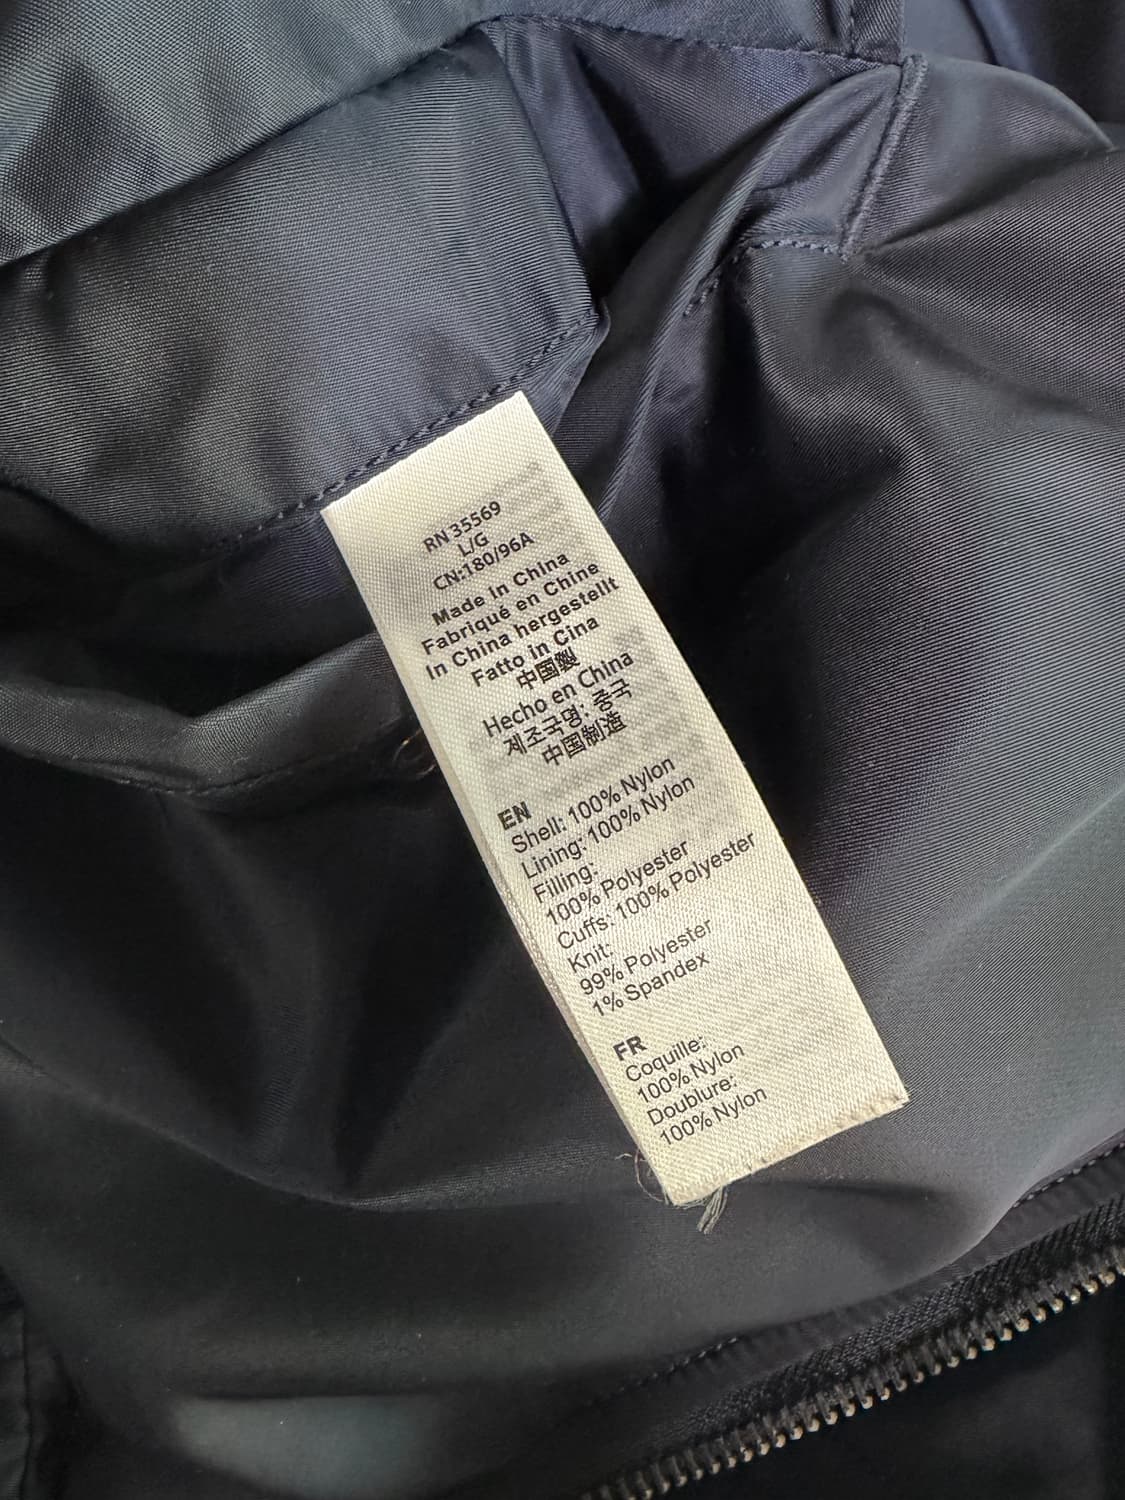 RN 35569
L/G
CN:180/96A
Made in China
Fabriqué en Chine
In China hergestellt
Fatto in Cina
中国製
Hecho en China
제조국명: 중국
中国制造
EN
Shell: 100% Nylon
Lining: 100% Nylon
Filling:
100% Polyester
Cuffs: 100% Polyester
Knit:
99% Polyester
1% Spandex
FR
Coquille:
100% Nylon
Doublure:
100% Nylon